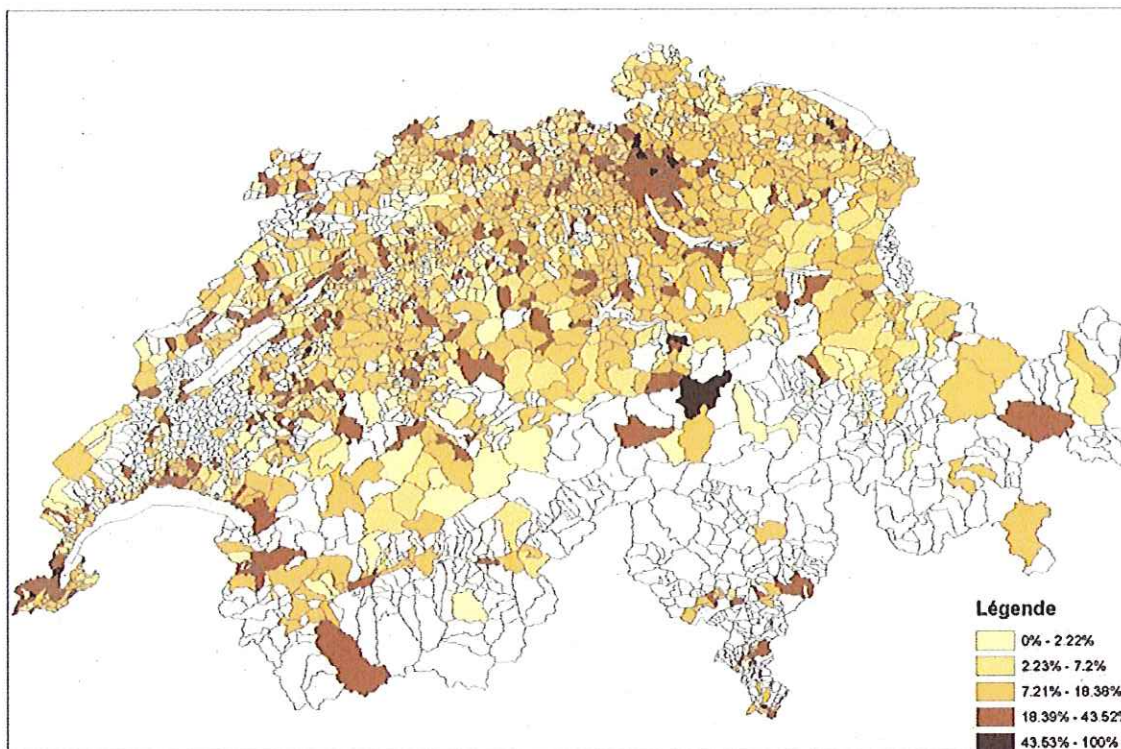 Légende
0% - 2.22%
2.23% - 7.2%
7.21% - 18.38%
18.39% - 43.52%
43.53% - 100%